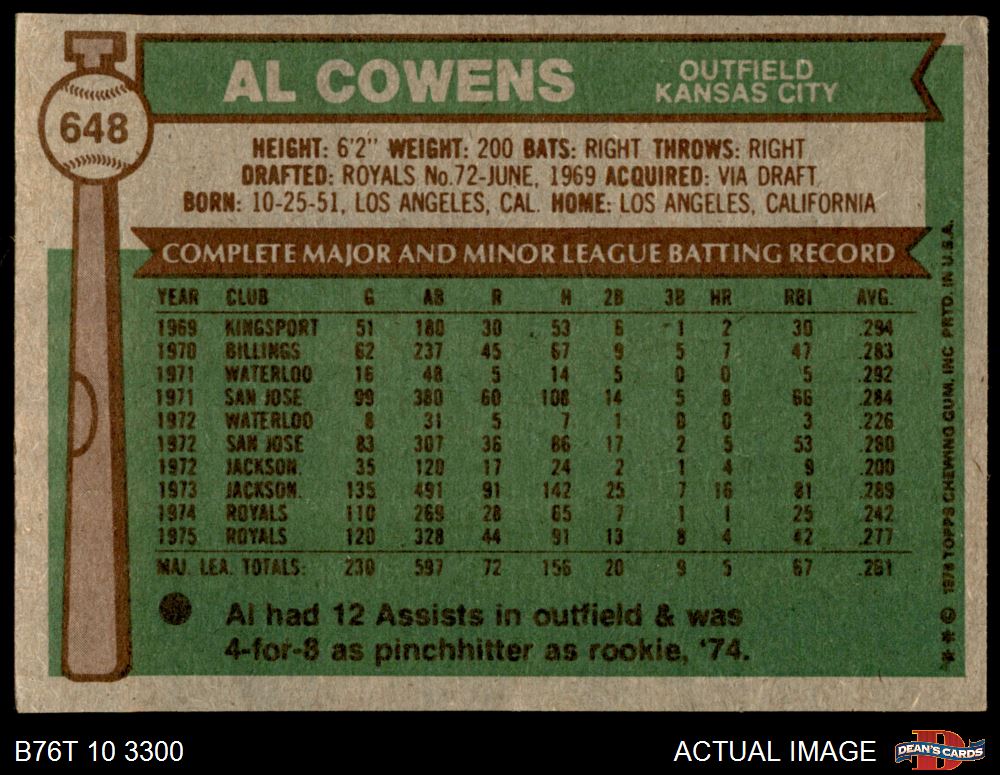 648
AL COWENS
OUTFIELD
KANSAS CITY
HEIGHT: 6'2" WEIGHT: 200 BATS: RIGHT THROWS: RIGHT
DRAFTED: ROYALS No.72-JUNE, 1969 ACQUIRED: VIA DRAFT
BORN: 10-25-51, LOS ANGELES, CAL. HOME: LOS ANGELES, CALIFORNIA
COMPLETE MAJOR AND MINOR LEAGUE BATTING RECORD
YEAR CLUB G AB R H 2B 3B HR RBI AVG.
1969 KINGSPORT 51 180 30 53 6 1 2 30 .294
1970 BILLINGS 62 237 45 67 9 5 7 47 .283
1971 WATERLOO 16 48 5 14 5 0 0 5 .292
1971 SAN JOSE 99 380 60 108 14 5 8 66 .284
1972 WATERLOO 8 31 5 7 1 0 0 3 .226
1972 SAN JOSE 83 307 36 86 17 2 5 53 .280
1972 JACKSON 35 120 17 24 2 1 4 9 .200
1973 JACKSON 135 491 91 142 25 7 16 81 .289
1974 ROYALS 110 269 28 65 7 1 1 25 .242
1975 ROYALS 120 328 44 91 13 8 4 42 .277
MAJ. LEA. TOTALS: 230 597 72 156 20 9 5 67 .261
Al had 12 Assists in outfield & was
4-for-8 as pinchhitter as rookie, '74.
** © 1976 TOPPS CHEWING GUM, INC PRTD. IN U.S.A.
B76T 10 3300
ACTUAL IMAGE
DEAN'S CARDS